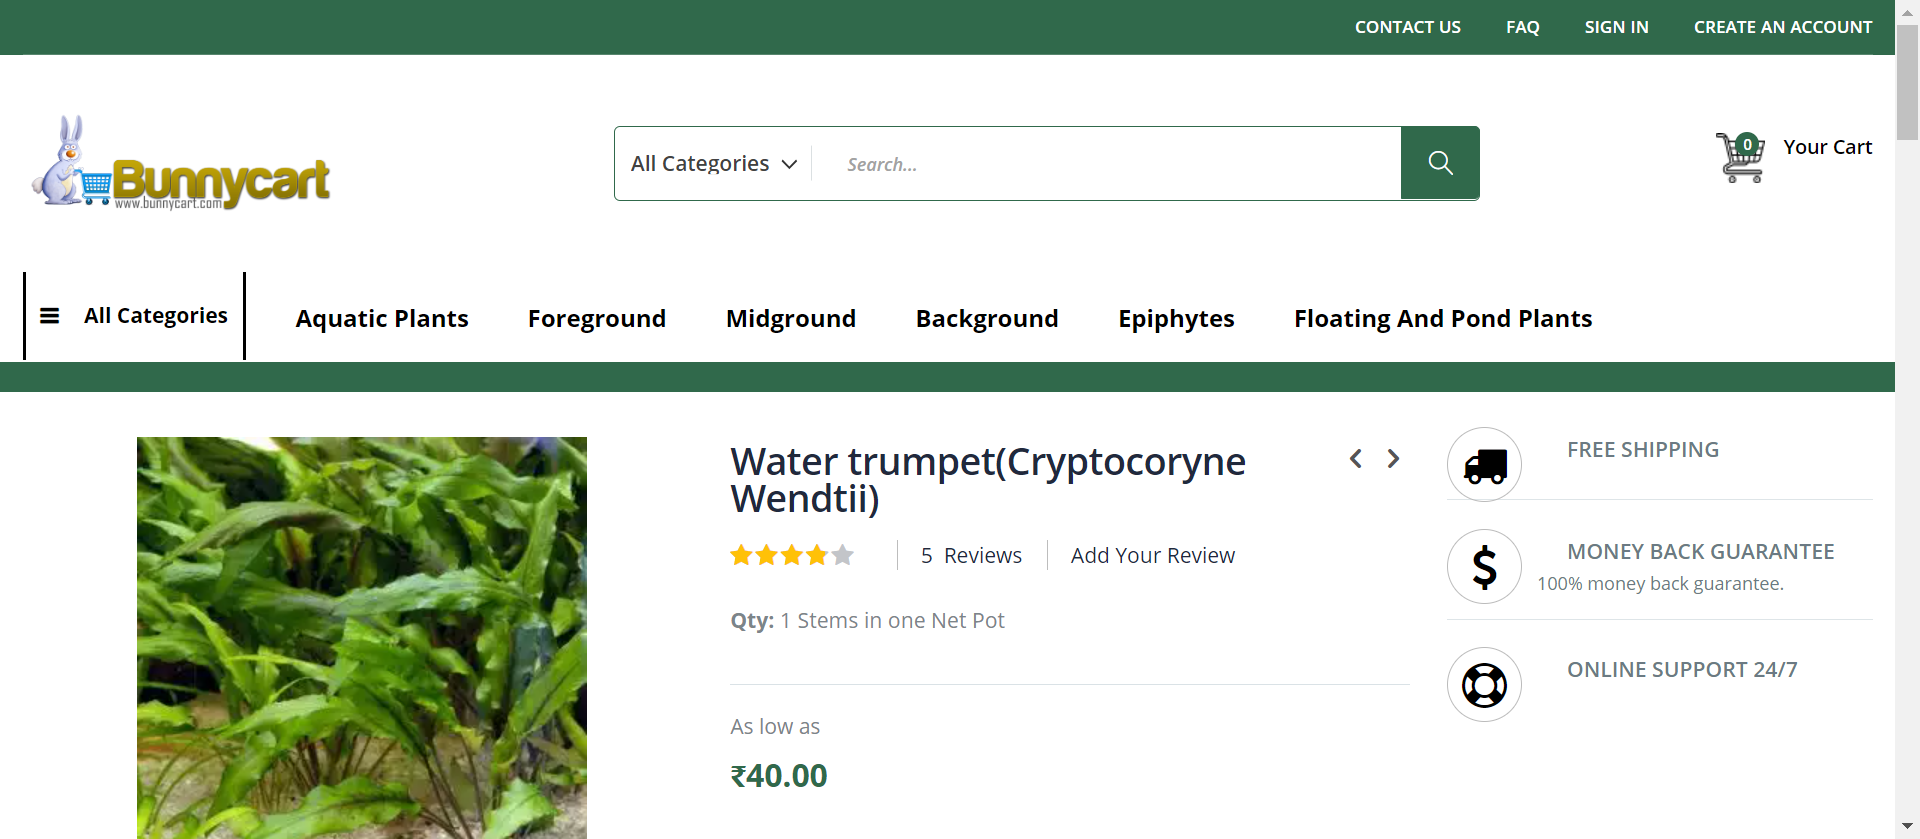 CONTACT US FAQ SIGN IN CREATE AN ACCOUNT
Bunnycart
www.bunnycart.com
All Categories Search...
0 Your Cart
All Categories Aquatic Plants Foreground Midground Background Epiphytes Floating And Pond Plants
Water trumpet(Cryptocoryne
Wendtii)
5 Reviews Add Your Review
Qty: 1 Stems in one Net Pot
As low as
₹40.00
FREE SHIPPING
MONEY BACK GUARANTEE
100% money back guarantee.
ONLINE SUPPORT 24/7